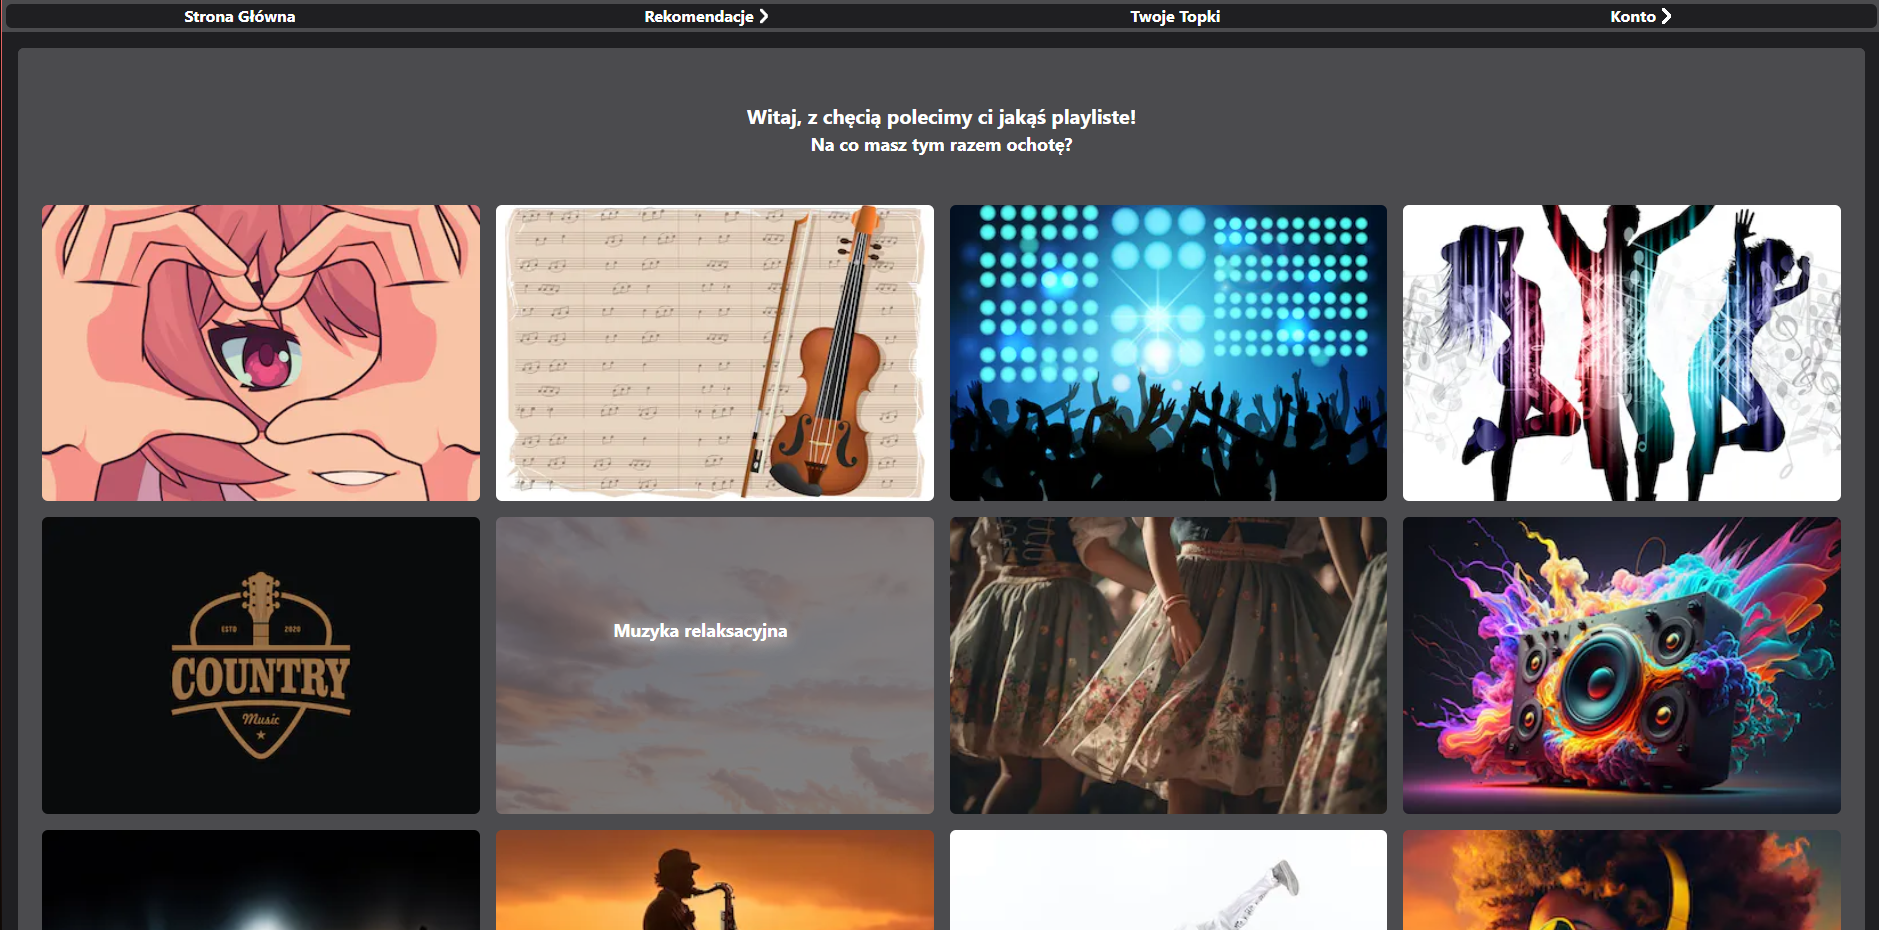 Strona Główna
Rekomendacje
Twoje Topki
Konto
Witaj, z chęcią polecimy ci jakąś playliste!
Na co masz tym razem ochotę?
ESTD 2020
COUNTRY
Music
Muzyka relaksacyjna